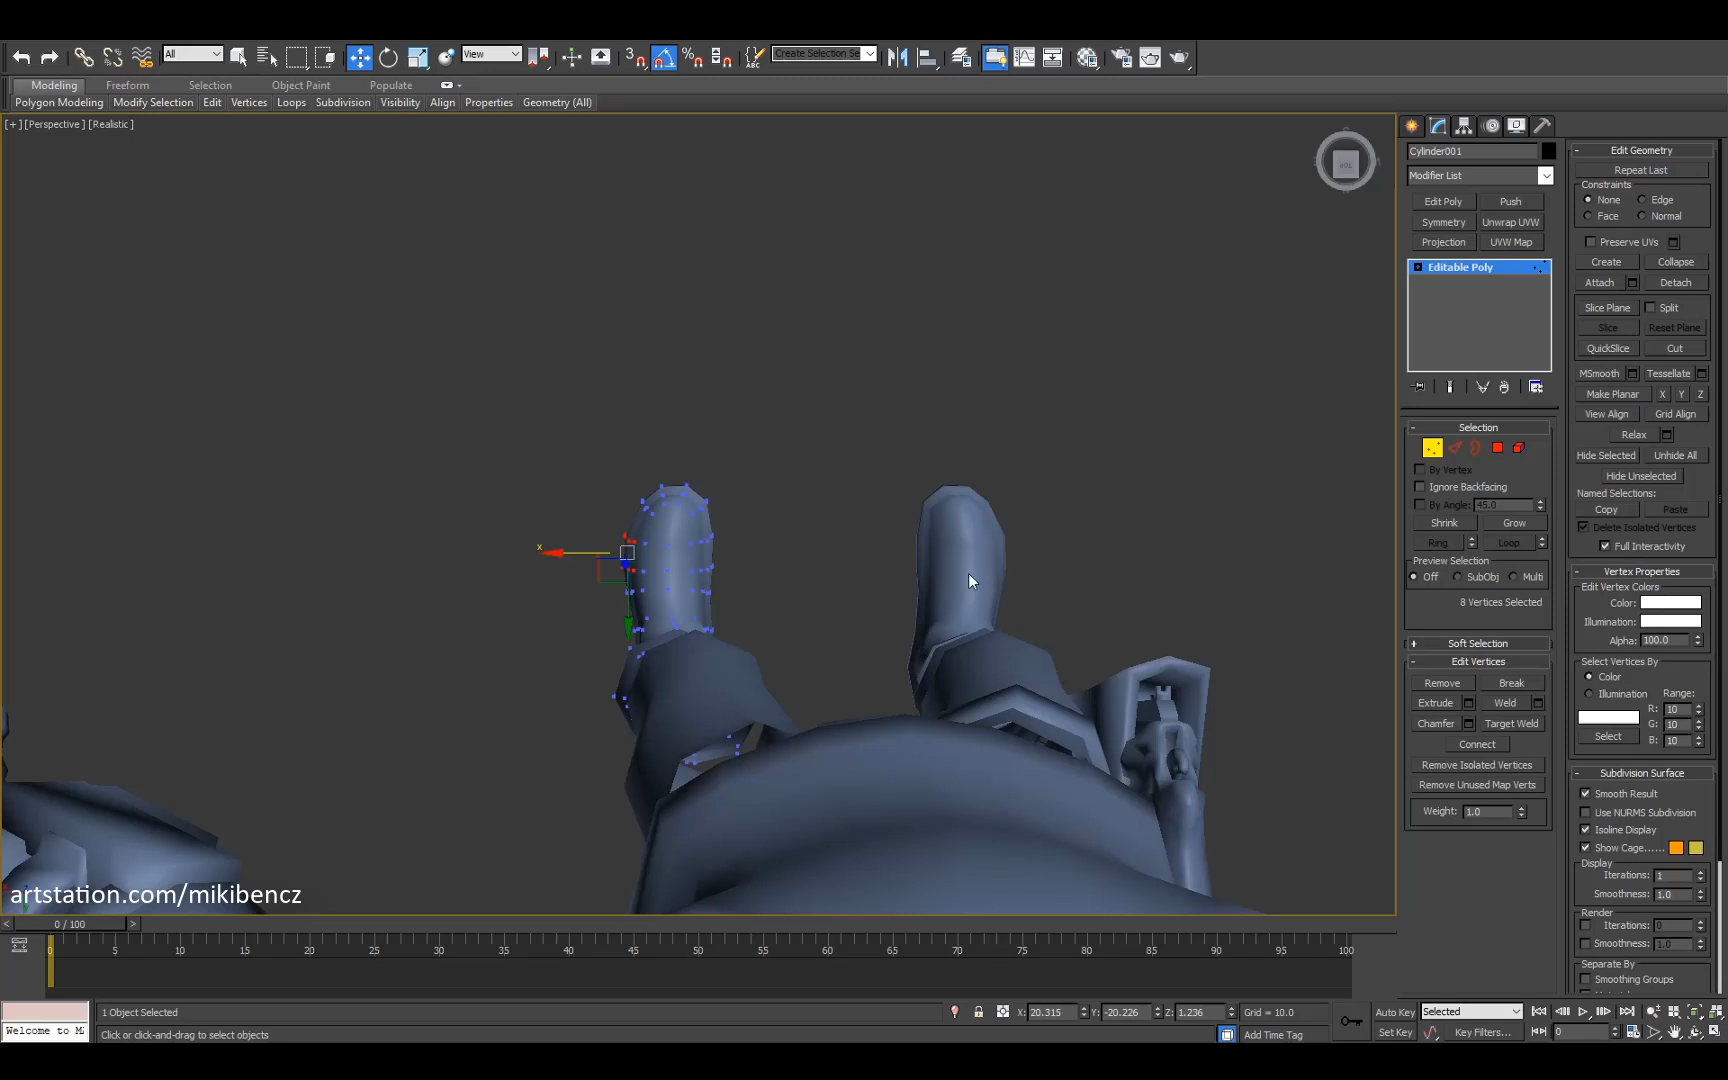 All
View
3
%
ABC
Create Selection Se
Modeling Freeform Selection Object Paint Populate
Polygon Modeling Modify Selection Edit Vertices Loops Subdivision Visibility Align Properties Geometry (All)
[+] [Perspective] [Realistic]
TOP
x
artstation.com/mikibencz
Cylinder001
Modifier List
Edit Poly Push
Symmetry Unwrap UVW
Projection UVW Map
Editable Poly
Selection
By Vertex
Ignore Backfacing
By Angle: 45.0
Shrink Grow
Ring Loop
Preview Selection
Off SubObj Multi
8 Vertices Selected
Soft Selection
Edit Vertices
Remove Break
Extrude Weld
Chamfer Target Weld
Connect
Remove Isolated Vertices
Remove Unused Map Verts
Weight: 1.0
Edit Geometry
Repeat Last
Constraints
None Edge
Face Normal
Preserve UVs
Create Collapse
Attach Detach
Slice Plane Split
Slice Reset Plane
QuickSlice Cut
MSmooth Tessellate
Make Planar X Y Z
View Align Grid Align
Relax
Hide Selected Unhide All
Hide Unselected
Named Selections:
Copy Paste
Delete Isolated Vertices
Full Interactivity
Vertex Properties
Edit Vertex Colors
Color:
Illumination:
Alpha: 100.0
Select Vertices By
Color
Illumination Range:
R: 10
G: 10
B: 10
Select
Subdivision Surface
Smooth Result
Use NURMS Subdivision
Isoline Display
Show Cage......
Display
Iterations: 1
Smoothness: 1.0
Render
Iterations: 0
Smoothness: 1.0
Separate By
Smoothing Groups
< 0 / 100 >
0 5 10 15 20 25 30 35 40 45 50 55 60 65 70 75 80 85 90 95 100
1 Object Selected
X: 20.315 Y: -20.226 Z: 1.236 Grid = 10.0
Auto Key Selected
Welcome to M
Click or click-and-drag to select objects
Add Time Tag
Set Key Key Filters... 0